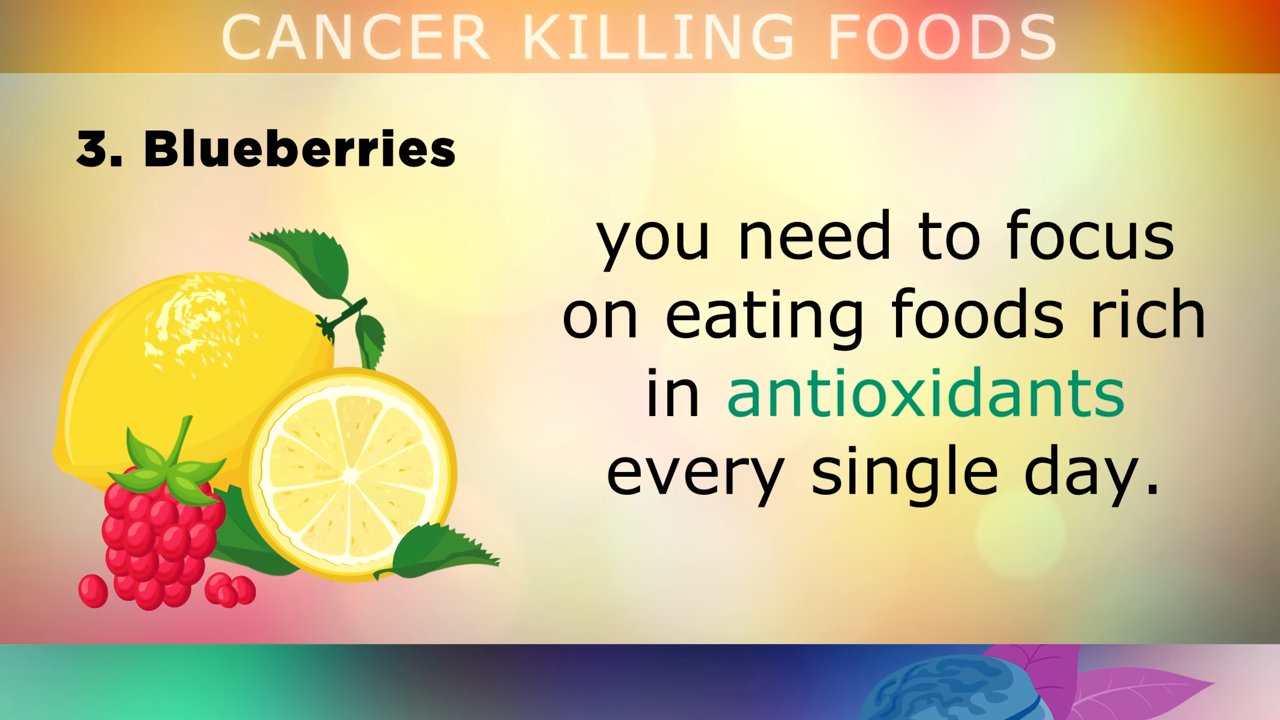 CANCER KILLING FOODS
3. Blueberries
you need to focus
on eating foods rich
in antioxidants
every single day.